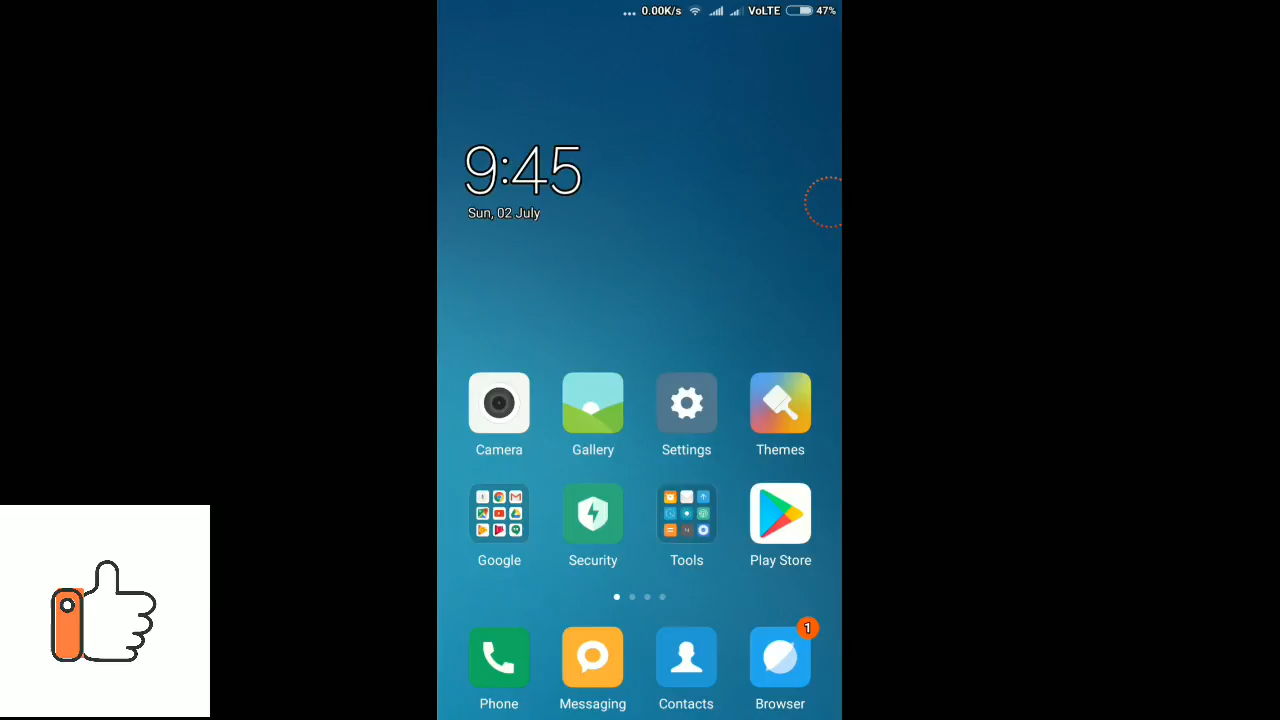 ... 0.00K/s VoLTE 47%
9:45
Sun, 02 July
Camera Gallery Settings Themes
Google Security Tools Play Store
1
Phone Messaging Contacts Browser